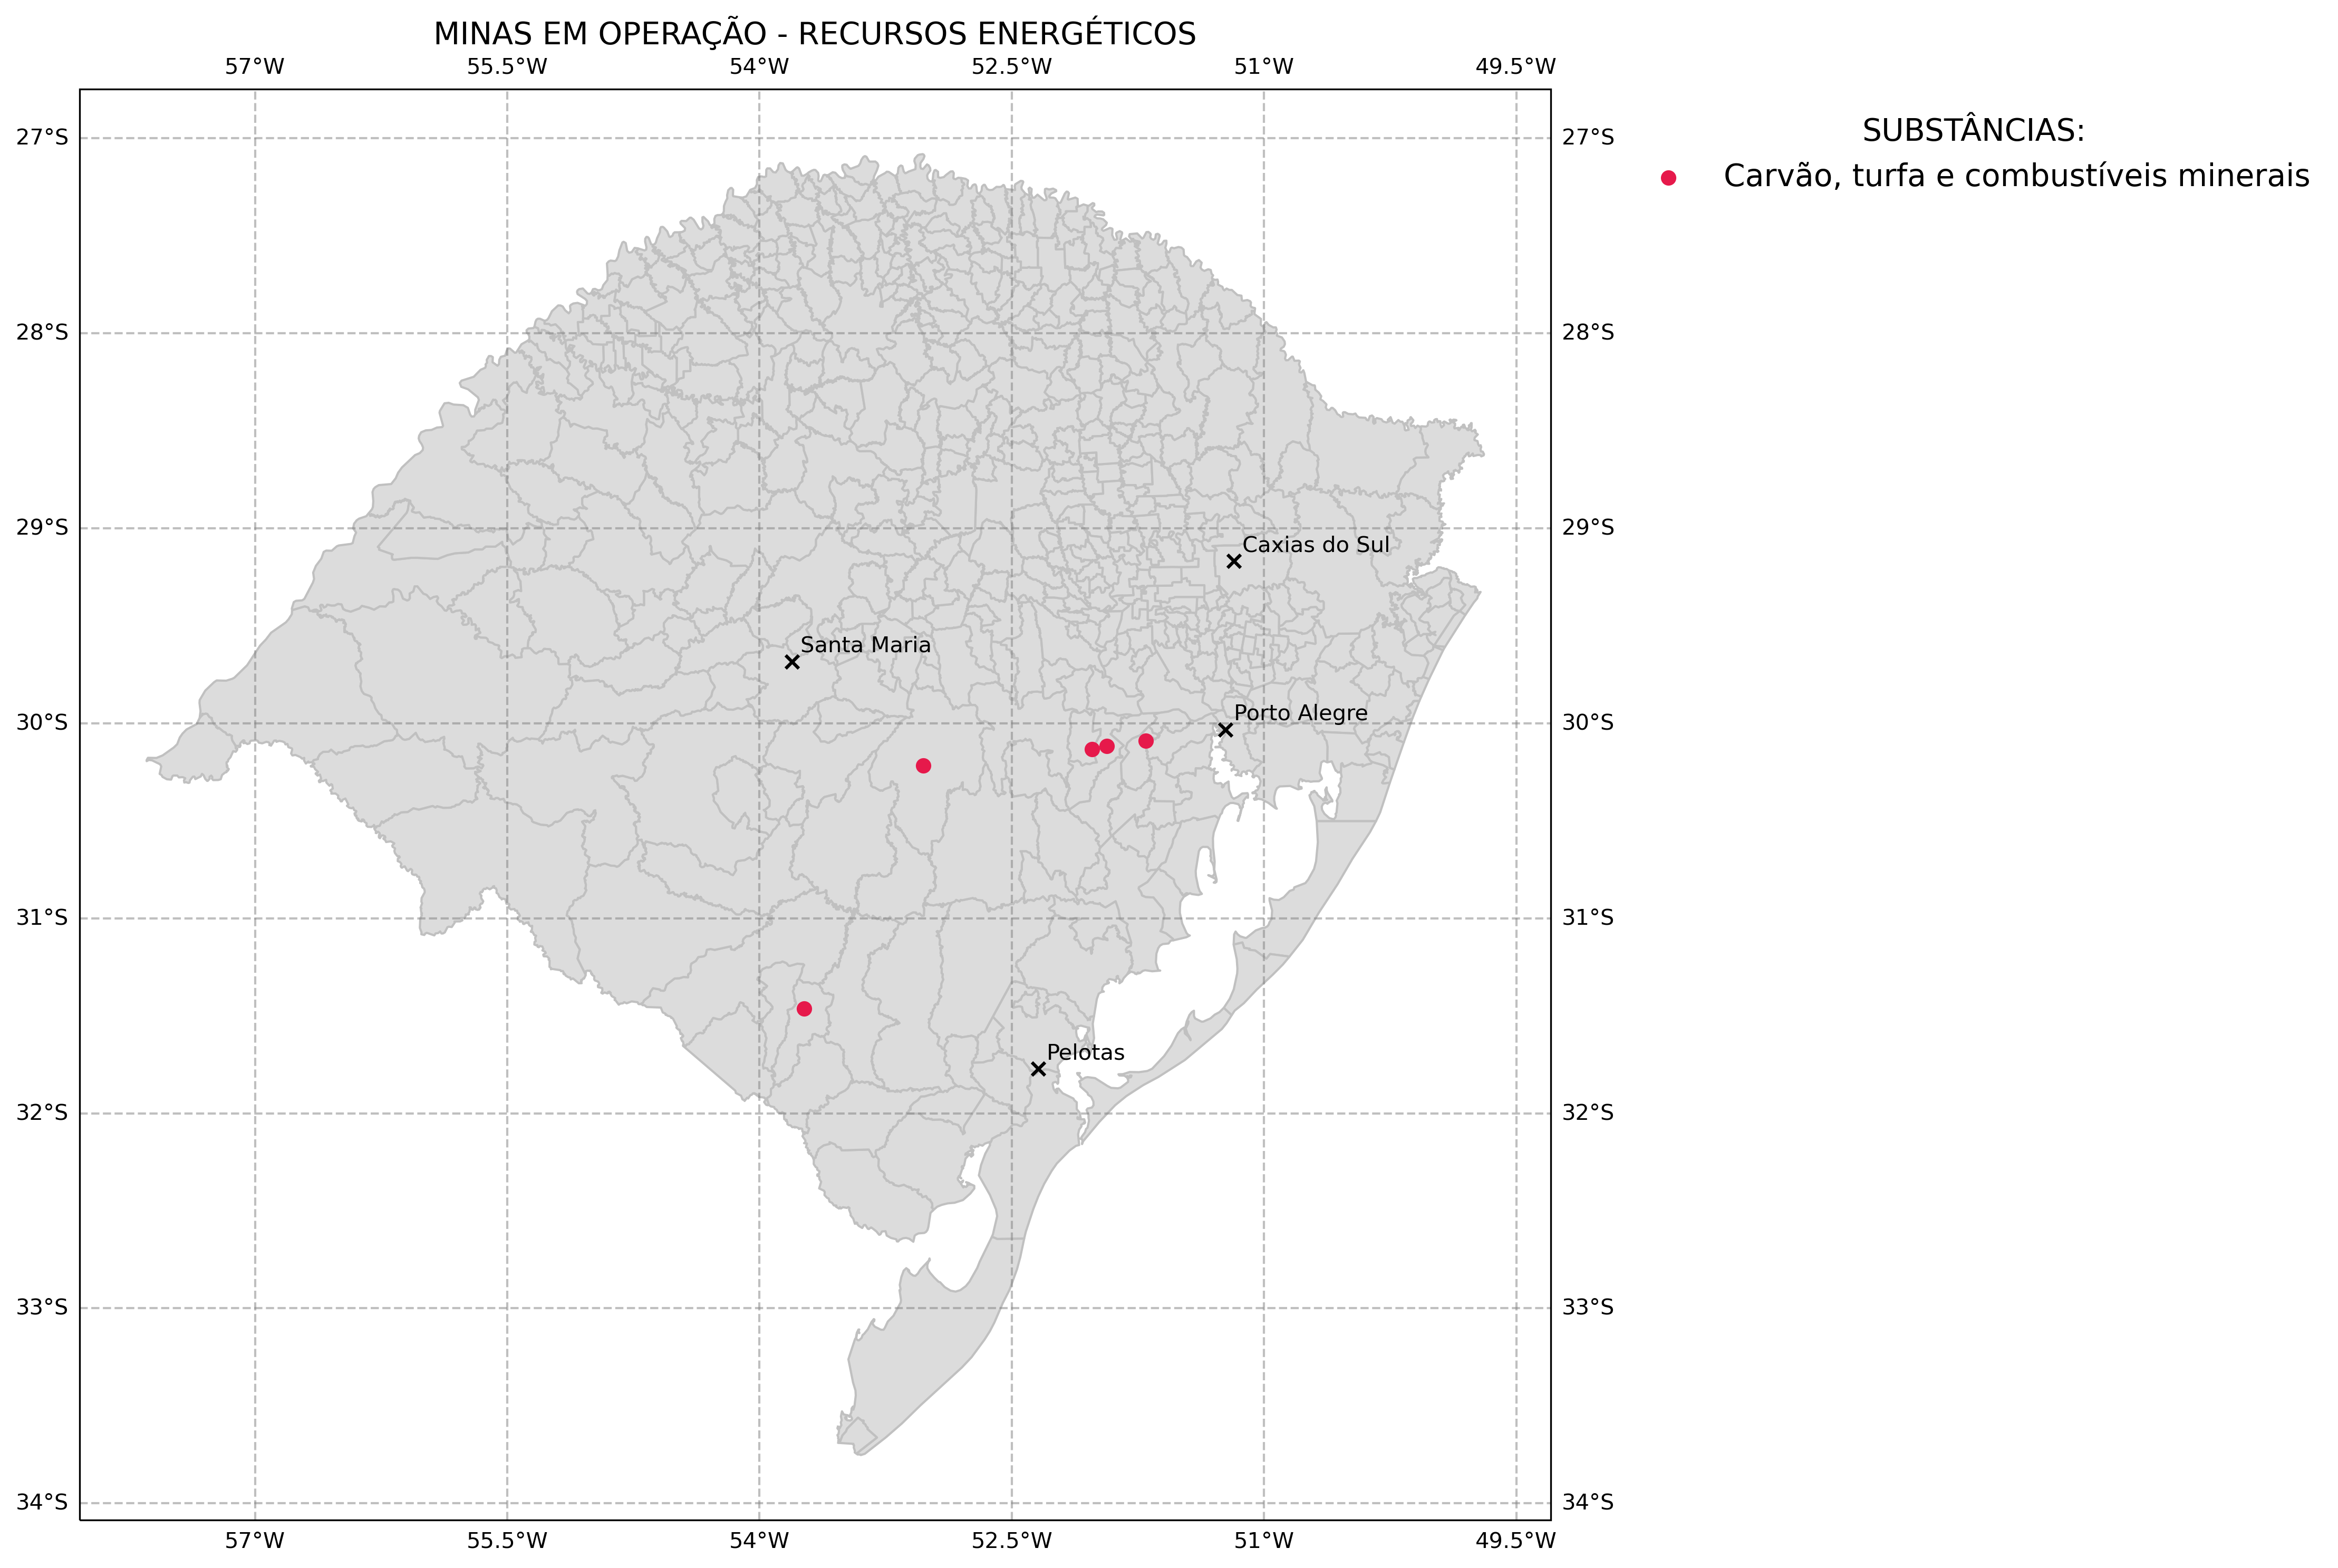 MINAS EM OPERAÇÃO - RECURSOS ENERGÉTICOS
57°W 55.5°W 54°W 52.5°W 51°W 49.5°W
SUBSTÂNCIAS:
Carvão, turfa e combustíveis minerais
27°S 27°S
28°S 28°S
29°S 29°S
Caxias do Sul
Santa Maria
Porto Alegre
30°S 30°S
31°S 31°S
Pelotas
32°S 32°S
33°S 33°S
34°S 34°S
57°W 55.5°W 54°W 52.5°W 51°W 49.5°W